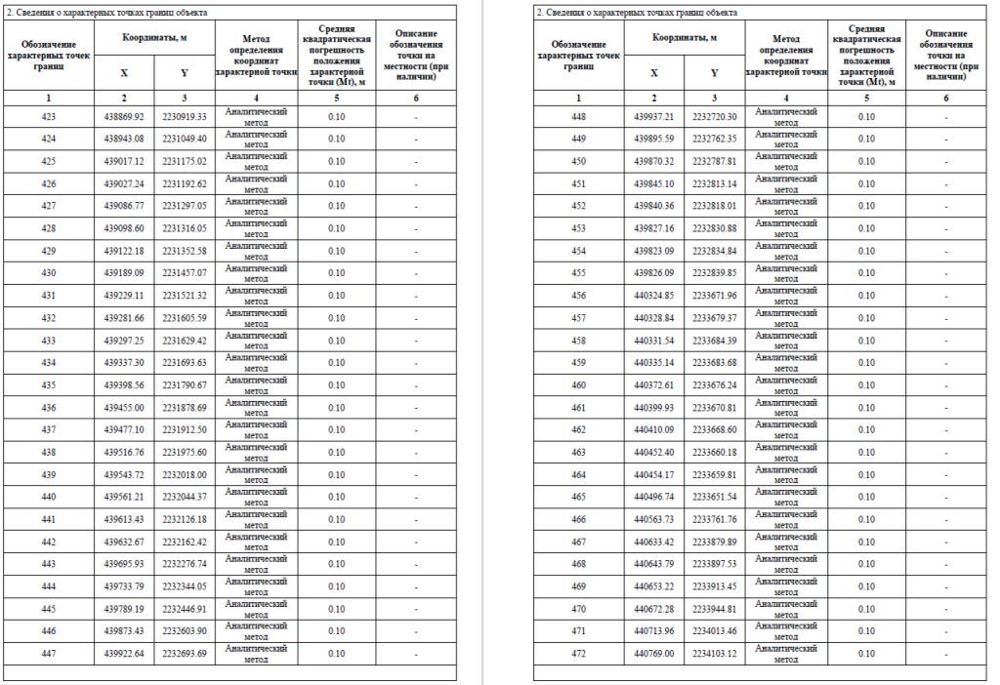 2. Сведения о характерных точках границ объекта
Обозначение характерных точек границ
Координаты, м
Метод определения координат характерной точки
Средняя квадратическая погрешность положения характерной точки (Mt), м
Описание обозначения точки на местности (при наличии)
X Y
1 2 3 4 5 6
423 438869.92 2230919.33 Аналитический метод 0.10 -
424 438943.08 2231049.40 Аналитический метод 0.10 -
425 439017.12 2231175.02 Аналитический метод 0.10 -
426 439027.24 2231192.62 Аналитический метод 0.10 -
427 439086.77 2231297.05 Аналитический метод 0.10 -
428 439098.60 2231316.05 Аналитический метод 0.10 -
429 439122.18 2231352.58 Аналитический метод 0.10 -
430 439189.09 2231457.07 Аналитический метод 0.10 -
431 439229.11 2231521.32 Аналитический метод 0.10 -
432 439281.66 2231605.59 Аналитический метод 0.10 -
433 439297.25 2231629.42 Аналитический метод 0.10 -
434 439337.30 2231693.63 Аналитический метод 0.10 -
435 439398.56 2231790.67 Аналитический метод 0.10 -
436 439455.00 2231878.69 Аналитический метод 0.10 -
437 439477.10 2231912.50 Аналитический метод 0.10 -
438 439516.76 2231975.60 Аналитический метод 0.10 -
439 439543.72 2232018.00 Аналитический метод 0.10 -
440 439561.21 2232044.37 Аналитический метод 0.10 -
441 439613.43 2232126.18 Аналитический метод 0.10 -
442 439632.67 2232162.42 Аналитический метод 0.10 -
443 439695.93 2232276.74 Аналитический метод 0.10 -
444 439733.79 2232344.05 Аналитический метод 0.10 -
445 439789.19 2232446.91 Аналитический метод 0.10 -
446 439873.43 2232603.90 Аналитический метод 0.10 -
447 439922.64 2232693.69 Аналитический метод 0.10 -
2. Сведения о характерных точках границ объекта
Обозначение характерных точек границ
Координаты, м
Метод определения координат характерной точки
Средняя квадратическая погрешность положения характерной точки (Mt), м
Описание обозначения точки на местности (при наличии)
X Y
1 2 3 4 5 6
448 439937.21 2232720.30 Аналитический метод 0.10 -
449 439895.59 2232762.35 Аналитический метод 0.10 -
450 439870.32 2232787.81 Аналитический метод 0.10 -
451 439845.10 2232813.14 Аналитический метод 0.10 -
452 439840.36 2232818.01 Аналитический метод 0.10 -
453 439827.16 2232830.88 Аналитический метод 0.10 -
454 439823.09 2232834.84 Аналитический метод 0.10 -
455 439826.09 2232839.85 Аналитический метод 0.10 -
456 440324.85 2233671.96 Аналитический метод 0.10 -
457 440328.84 2233679.37 Аналитический метод 0.10 -
458 440331.54 2233684.39 Аналитический метод 0.10 -
459 440335.14 2233683.68 Аналитический метод 0.10 -
460 440372.61 2233676.24 Аналитический метод 0.10 -
461 440399.93 2233670.81 Аналитический метод 0.10 -
462 440410.09 2233668.60 Аналитический метод 0.10 -
463 440452.40 2233660.18 Аналитический метод 0.10 -
464 440454.17 2233659.81 Аналитический метод 0.10 -
465 440496.74 2233651.54 Аналитический метод 0.10 -
466 440563.73 2233761.76 Аналитический метод 0.10 -
467 440633.42 2233879.89 Аналитический метод 0.10 -
468 440643.79 2233897.53 Аналитический метод 0.10 -
469 440653.22 2233913.45 Аналитический метод 0.10 -
470 440672.28 2233944.81 Аналитический метод 0.10 -
471 440713.96 2234013.46 Аналитический метод 0.10 -
472 440769.00 2234103.12 Аналитический метод 0.10 -